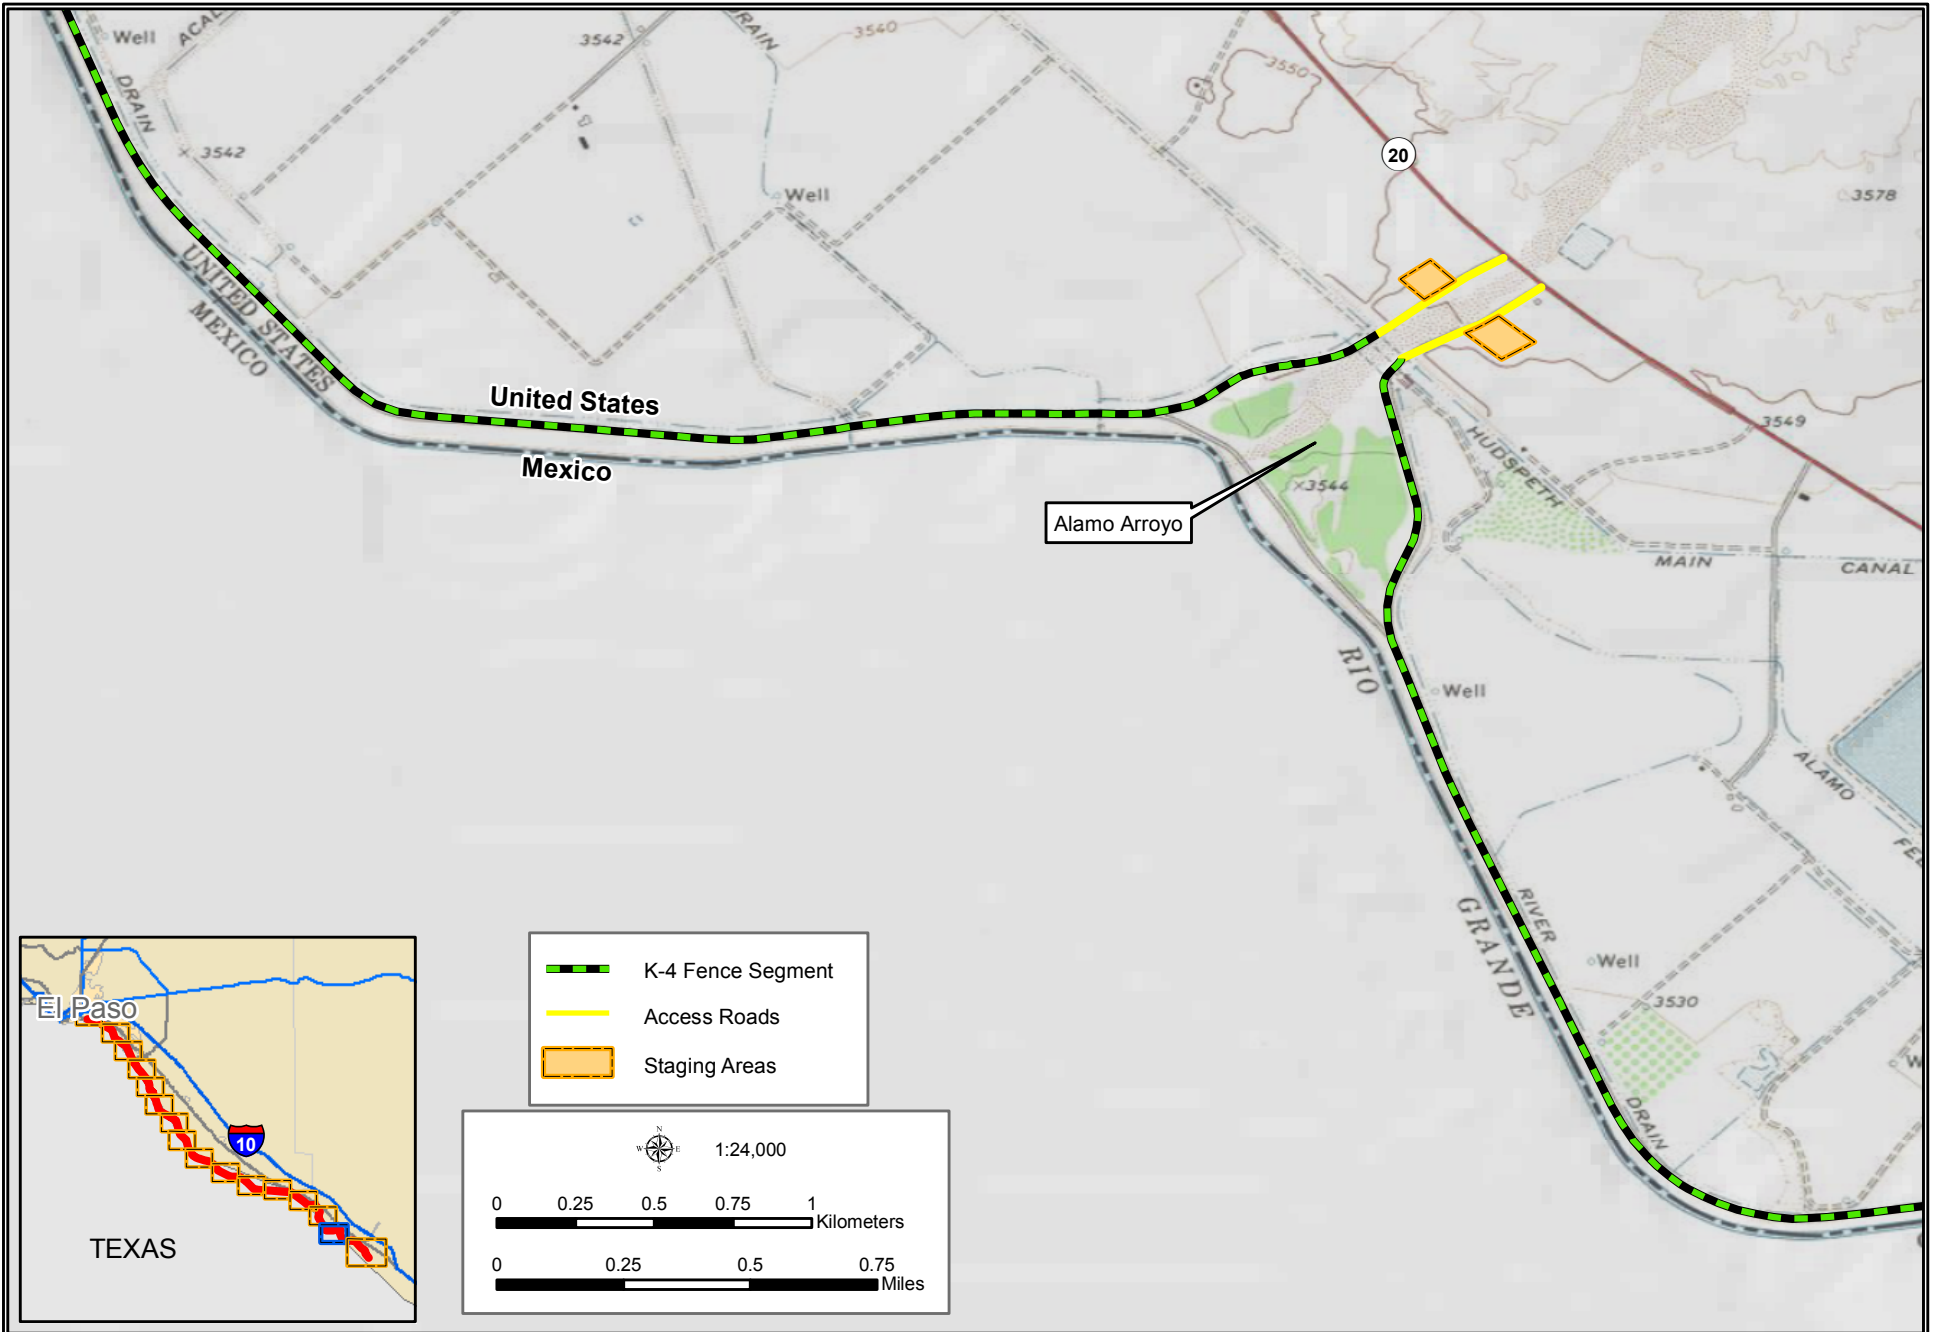 Well
DRAIN
3542
3540
DRAIN
3542
Well
3550
20
3578
UNITED STATES
MEXICO
United States
Mexico
Alamo Arroyo
3544
3549
HUDSPETH
MAIN
CANAL
RIO
Well
ALAMO
GRANDE
RIVER
Well
3530
DRAIN
El Paso
10
TEXAS
K-4 Fence Segment
Access Roads
Staging Areas
N
W E
S
1:24,000
0 0.25 0.5 0.75 1
Kilometers
0 0.25 0.5 0.75
Miles